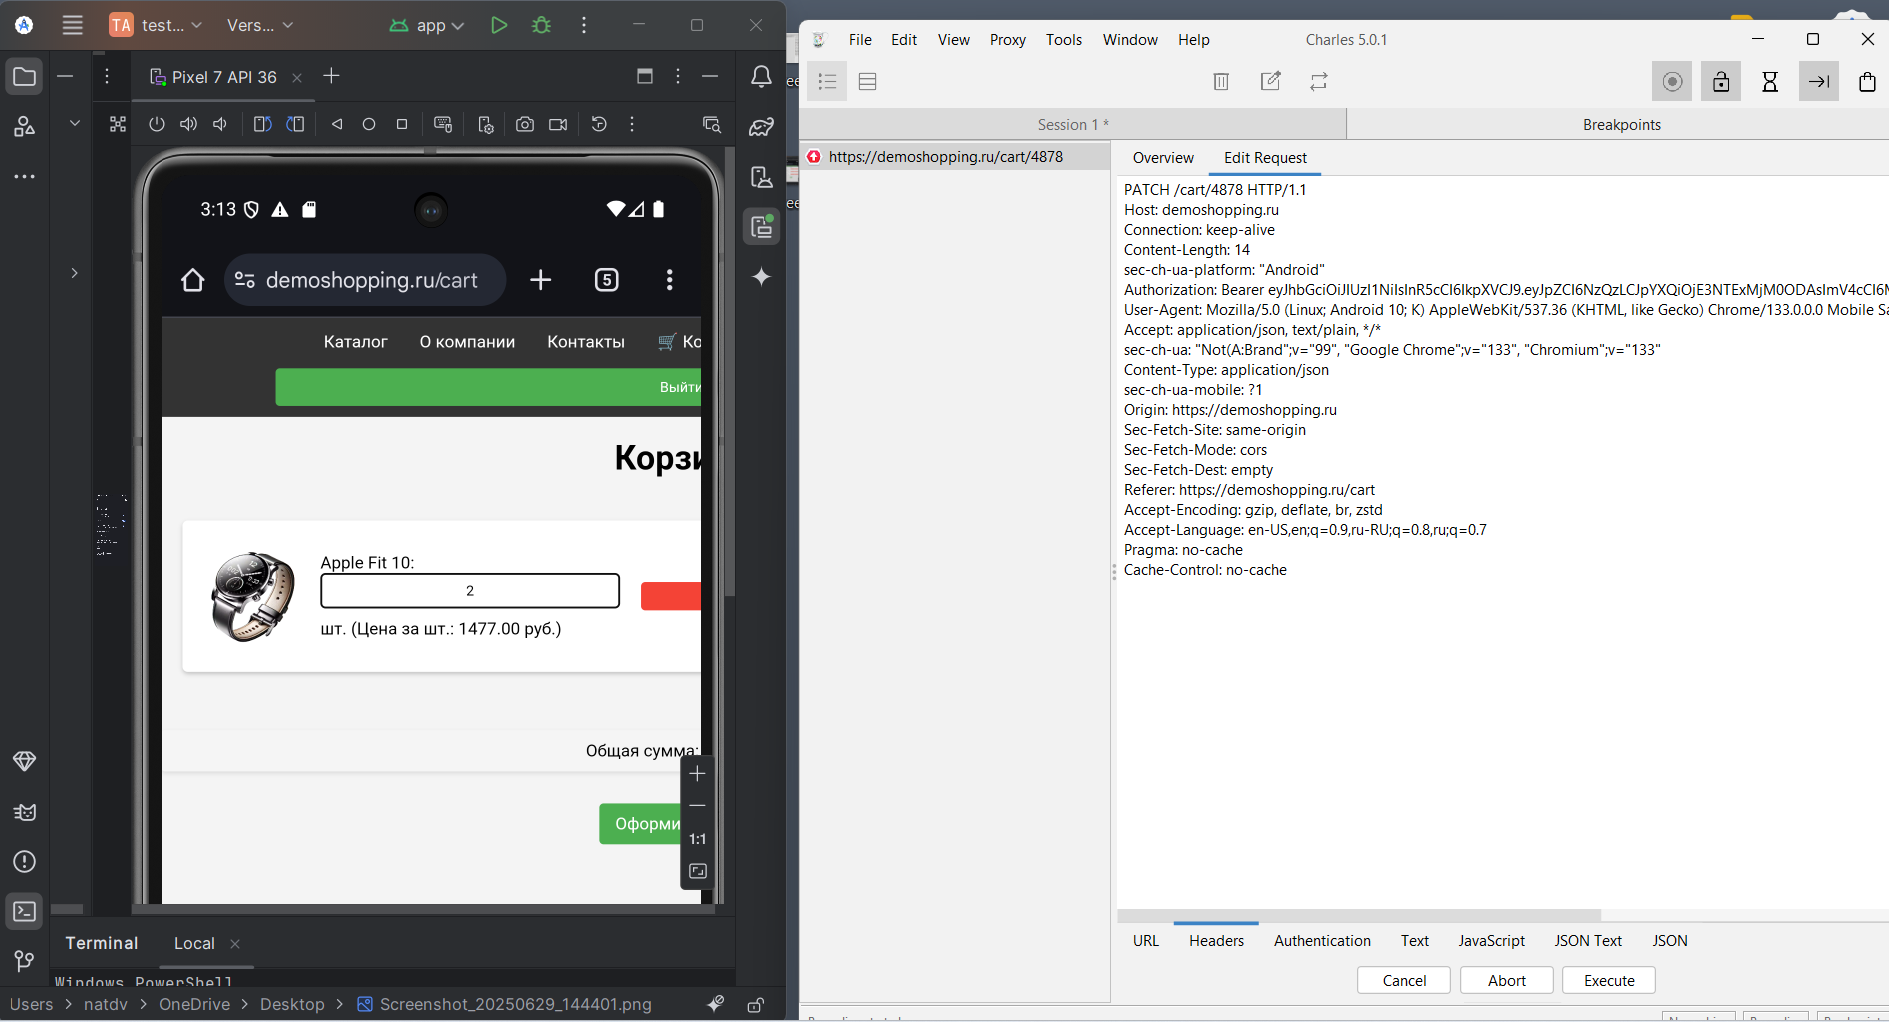 TA test... Vers... app
Pixel 7 API 36
3:13
demoshopping.ru/cart 5
Каталог О компании Контакты Ко
Выйти
Корзи
Apple Fit 10:
2
шт. (Цена за шт.: 1477.00 руб.)
Общая сумма:
Оформи
1:1
Terminal Local
Windows PowerShell
Users > natdv > OneDrive > Desktop > Screenshot_20250629_144401.png
File Edit View Proxy Tools Window Help Charles 5.0.1
Session 1 * Breakpoints
https://demoshopping.ru/cart/4878
Overview Edit Request
PATCH /cart/4878 HTTP/1.1
Host: demoshopping.ru
Connection: keep-alive
Content-Length: 14
sec-ch-ua-platform: "Android"
Authorization: Bearer eyJhbGciOiJIUzI1NiIsInR5cCI6IkpXVCJ9.eyJpZCI6NzQzLCJpYXQiOjE3NTExMjM0ODAsImV4cCI6M
User-Agent: Mozilla/5.0 (Linux; Android 10; K) AppleWebKit/537.36 (KHTML, like Gecko) Chrome/133.0.0.0 Mobile Sa
Accept: application/json, text/plain, */*
sec-ch-ua: "Not(A:Brand";v="99", "Google Chrome";v="133", "Chromium";v="133"
Content-Type: application/json
sec-ch-ua-mobile: ?1
Origin: https://demoshopping.ru
Sec-Fetch-Site: same-origin
Sec-Fetch-Mode: cors
Sec-Fetch-Dest: empty
Referer: https://demoshopping.ru/cart
Accept-Encoding: gzip, deflate, br, zstd
Accept-Language: en-US,en;q=0.9,ru-RU;q=0.8,ru;q=0.7
Pragma: no-cache
Cache-Control: no-cache
URL Headers Authentication Text JavaScript JSON Text JSON
Cancel Abort Execute